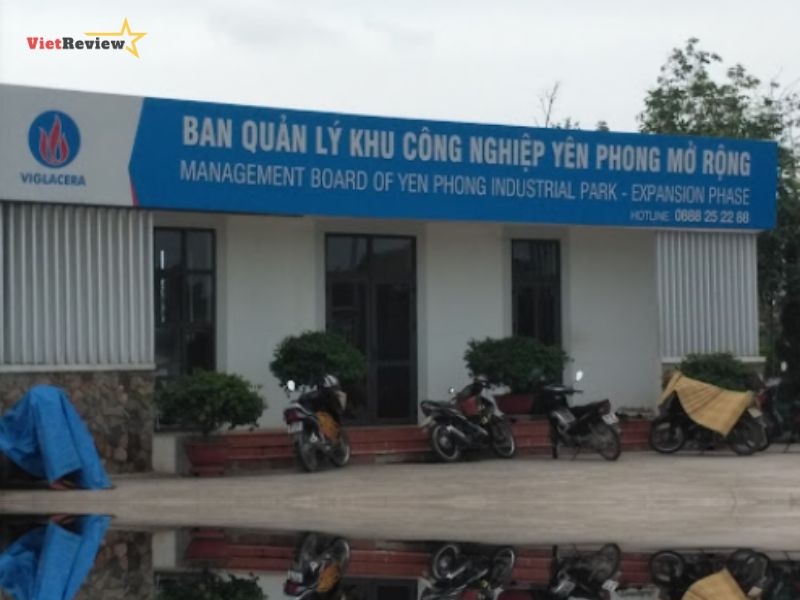 VietReview
VIGLACERA
BAN QUẢN LÝ KHU CÔNG NGHIỆP YÊN PHONG MỞ RỘNG
MANAGEMENT BOARD OF YEN PHONG INDUSTRIAL PARK - EXPANSION PHASE
HOTLINE 0888 25 22 88